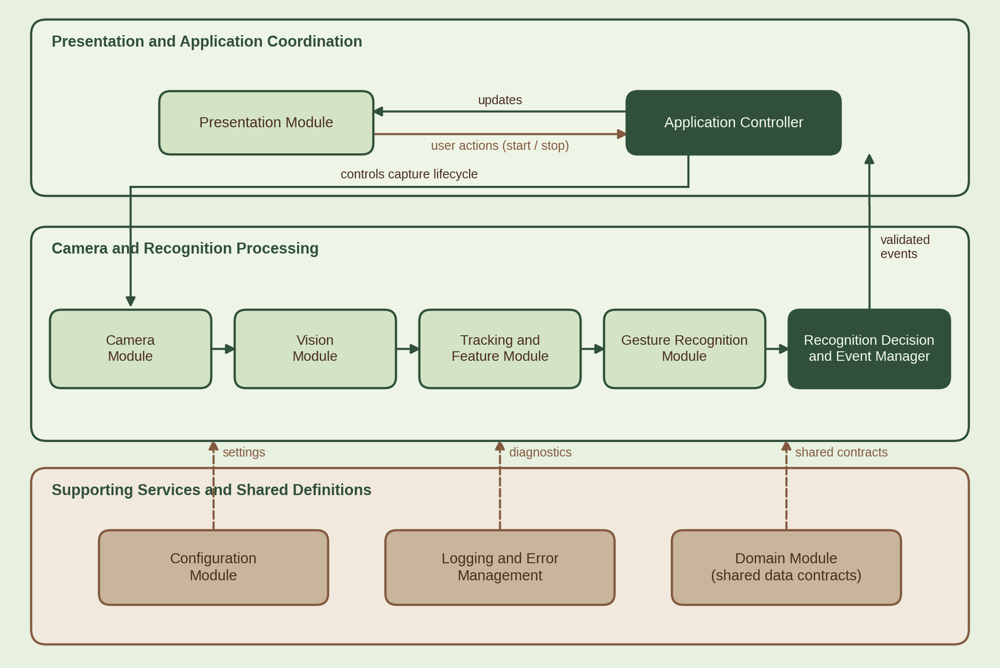 Presentation and Application Coordination
updates
Presentation Module
Application Controller
user actions (start / stop)
controls capture lifecycle
Camera and Recognition Processing
validated
events
Camera
Module
Vision
Module
Tracking and
Feature Module
Gesture Recognition
Module
Recognition Decision
and Event Manager
settings
diagnostics
shared contracts
Supporting Services and Shared Definitions
Configuration
Module
Logging and Error
Management
Domain Module
(shared data contracts)